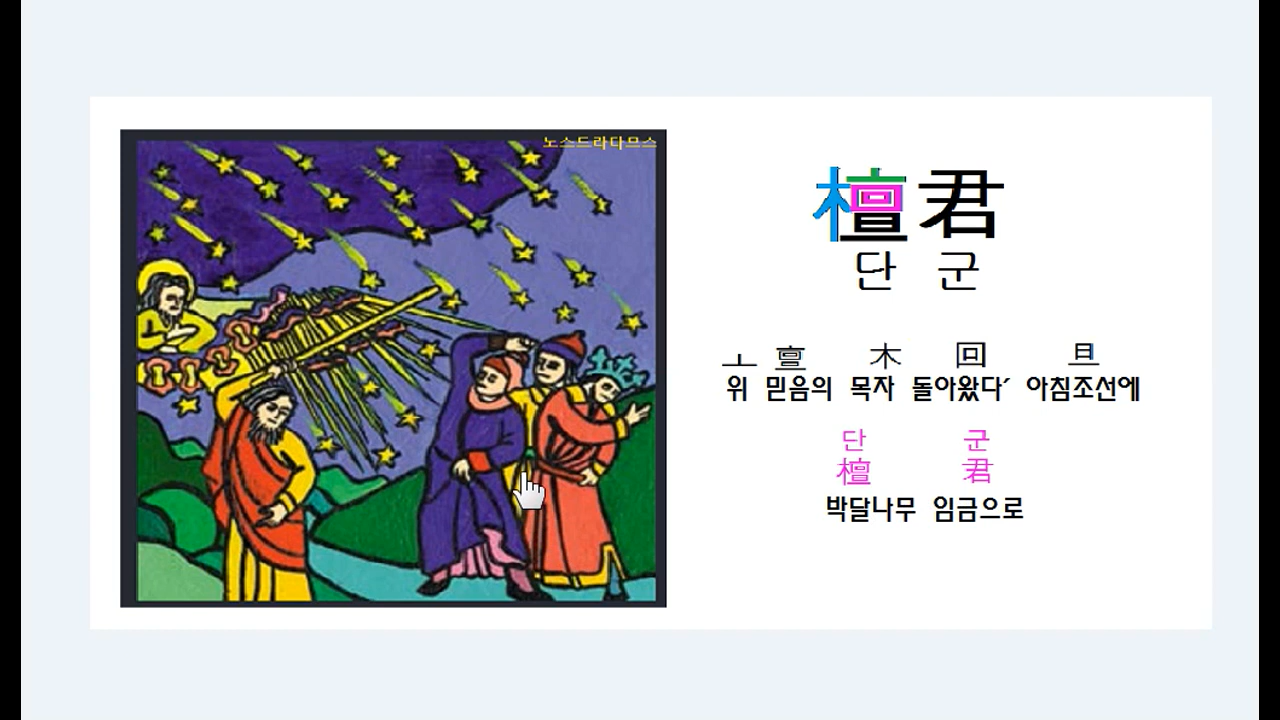 노스트라다므스
檀君
단 군
ㅗ 亶 木 回 旦
위 믿음의 목자 돌아왔다′ 아침조선에
단 군
檀 君
박달나무 임금으로